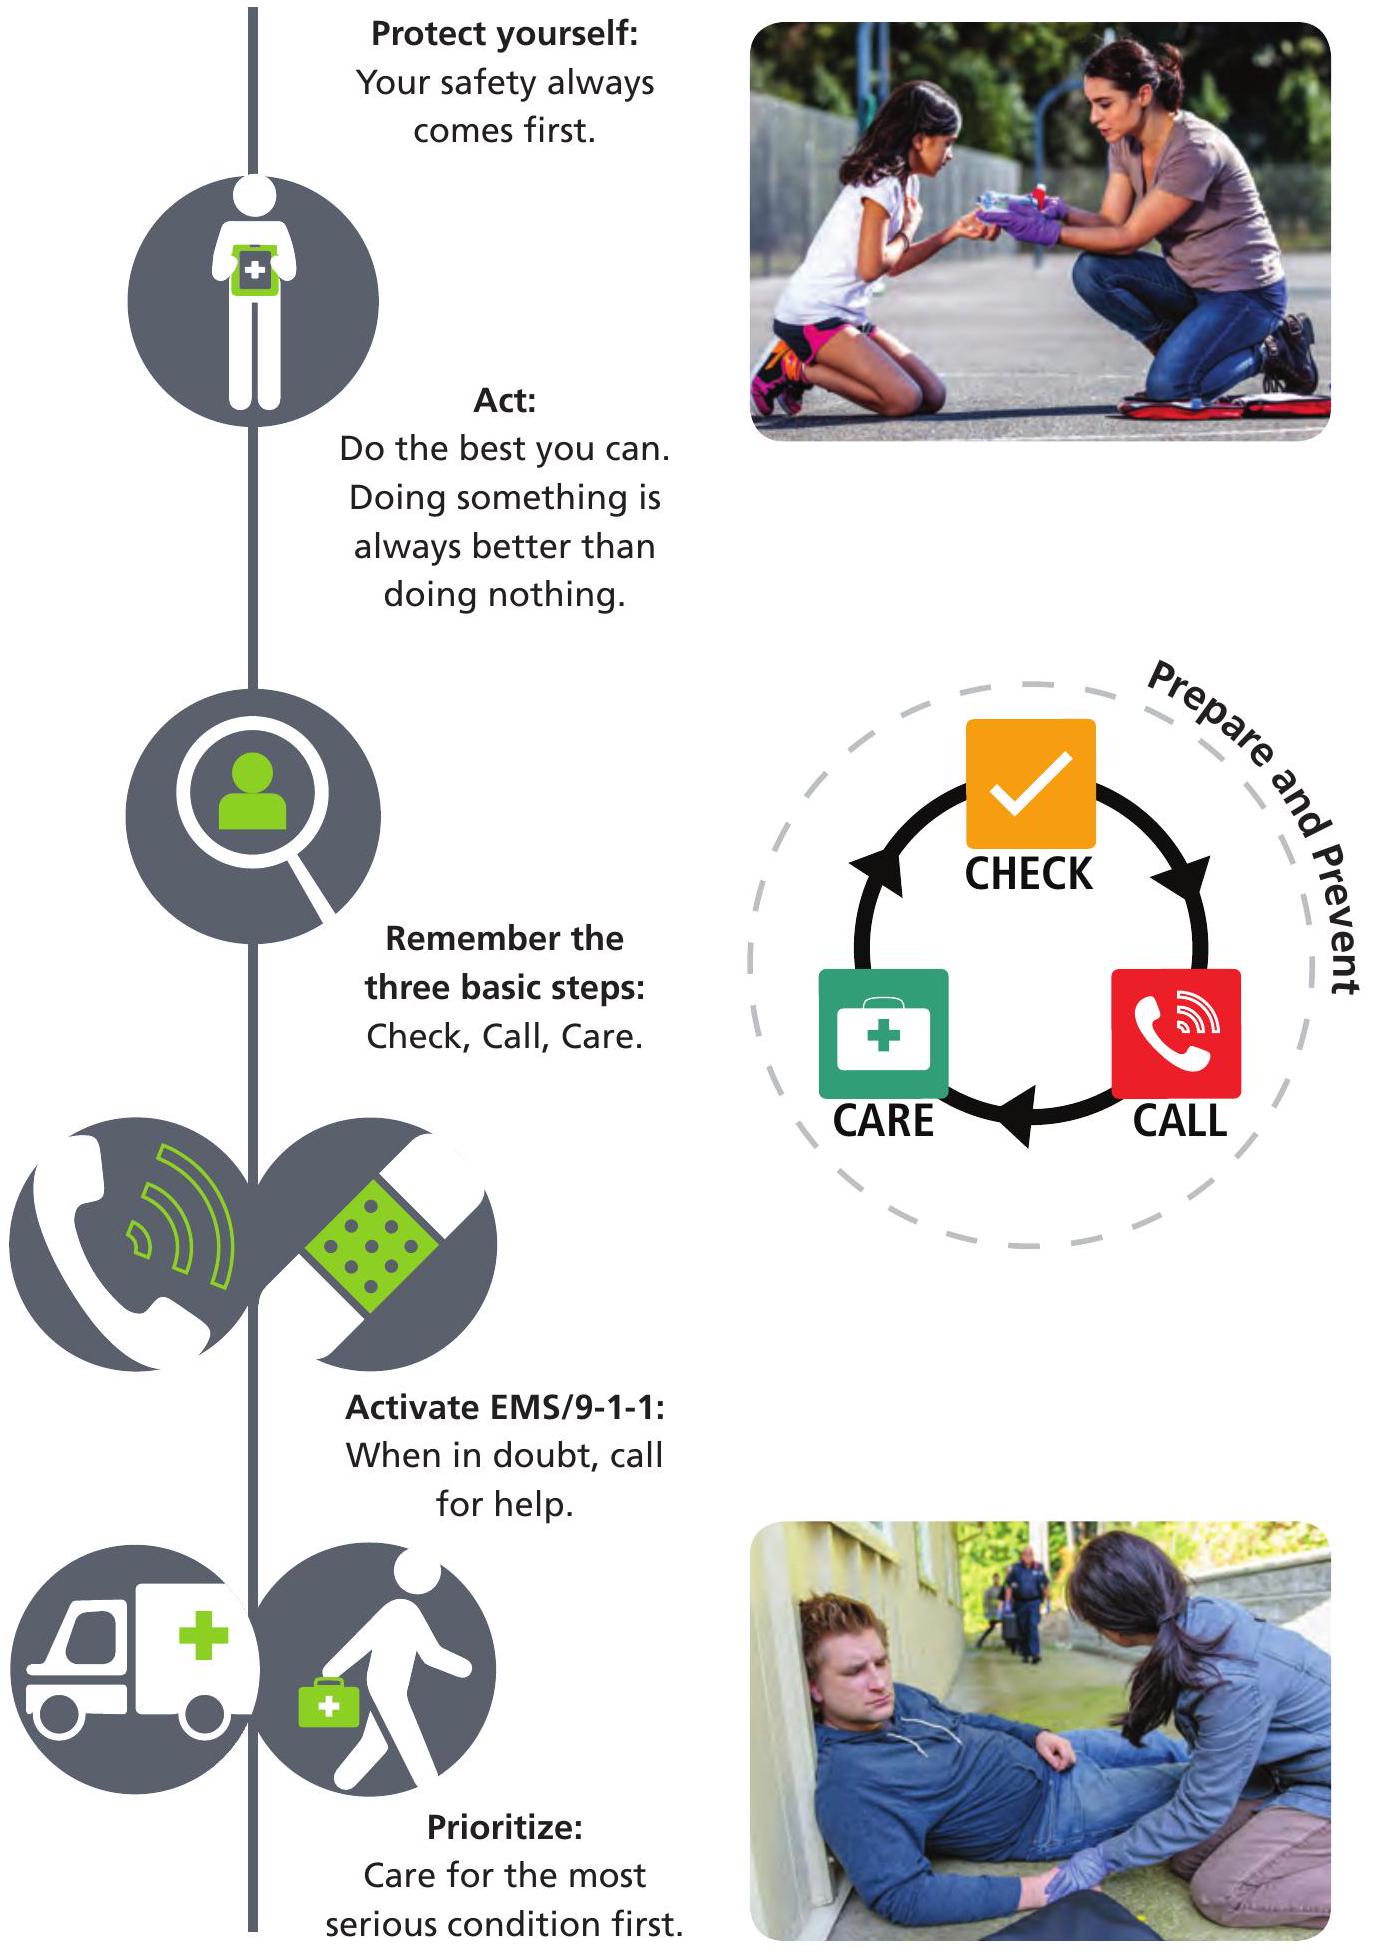 Protect yourself:
Your safety always
comes first.
Act:
Do the best you can.
Doing something is
always better than
doing nothing.
Remember the
three basic steps:
Check, Call, Care.
Prepare and Prevent
CHECK
CARE
CALL
Activate EMS/9-1-1:
When in doubt, call
for help.
Prioritize:
Care for the most
serious condition first.